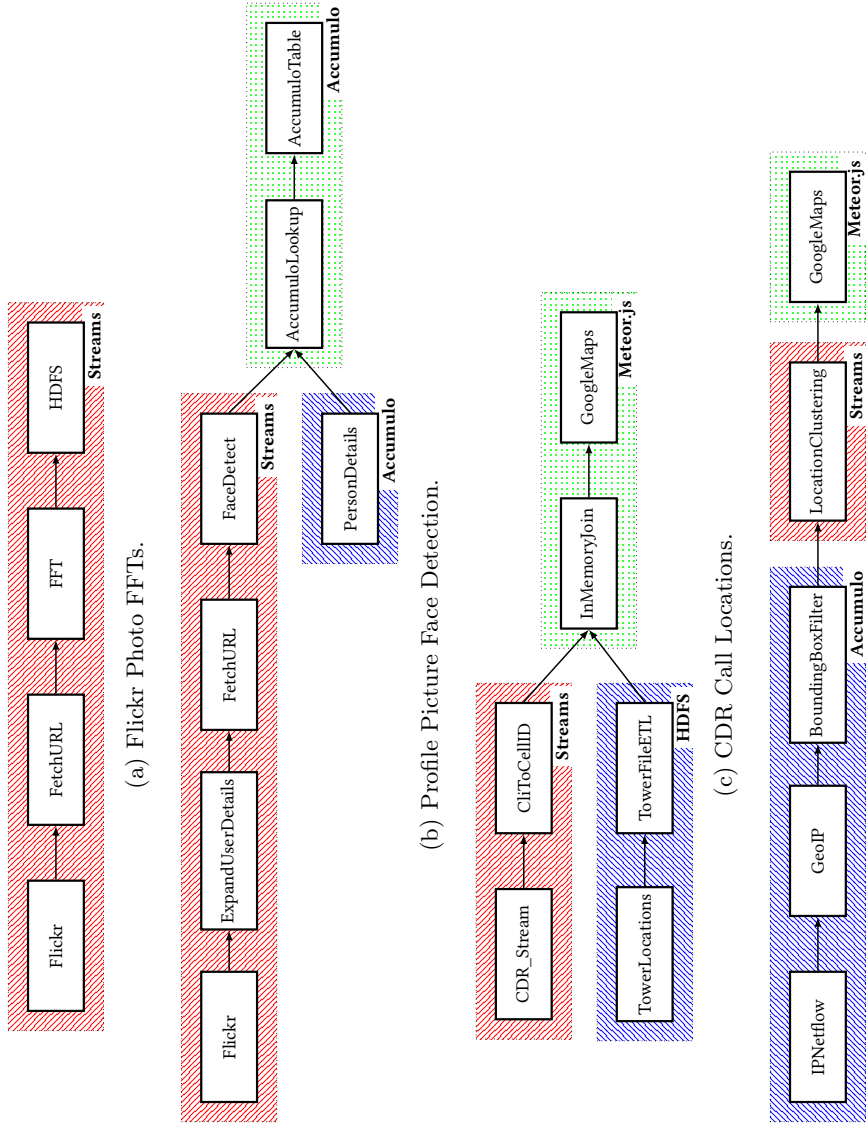 Flickr
FetchURL
FFT
HDFS
Streams
(a) Flickr Photo FFTs.
Flickr
ExpandUserDetails
FetchURL
FaceDetect
Streams
PersonDetails
Accumulo
AccumuloLookup
AccumuloTable
Accumulo
(b) Profile Picture Face Detection.
CDR_Stream
CliToCellID
Streams
TowerLocations
TowerFileETL
HDFS
InMemoryJoin
GoogleMaps
Meteor.js
(c) CDR Call Locations.
IPNetflow
GeoIP
BoundingBoxFilter
Accumulo
LocationClustering
Streams
GoogleMaps
Meteor.js